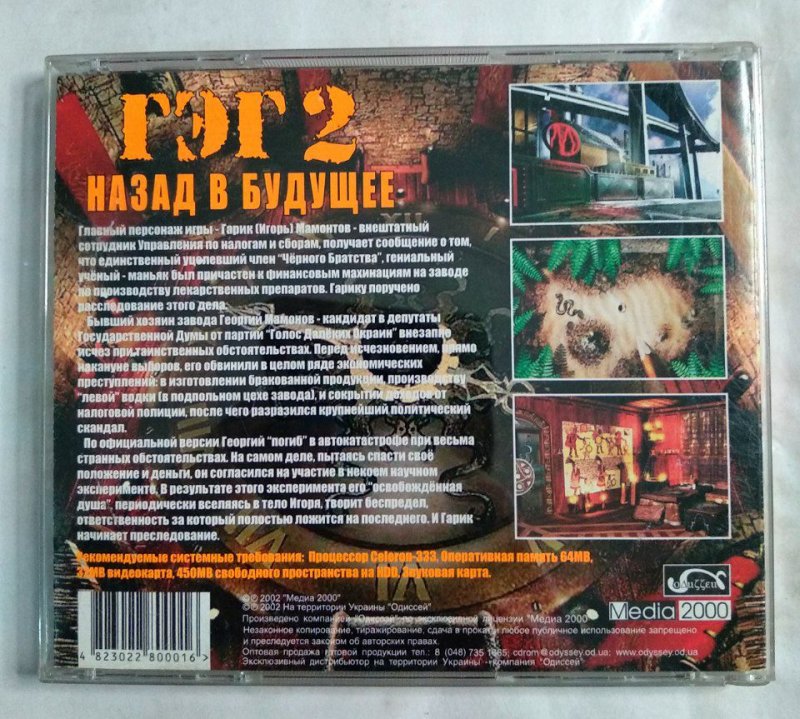 ГЭГ 2
НАЗАД В БУДУЩЕЕ
Главный персонаж игры - Гарик (Игорь) Мамонтов - внештатный
сотрудник Управления по налогам и сборам, получает сообщение о том,
что единственный уцелевший член "Чёрного Братства", гениальный
учёный - маньяк был причастен к финансовым махинациям на заводе
по производству лекарственных препаратов. Гарику поручено
расследование этого дела.
Бывший хозяин завода Георгий Мамонов - кандидат в депутаты
Государственной Думы от партии "Голос Далёких Окраин" внезапно
исчез при таинственных обстоятельствах. Перед исчезновением, прямо
накануне выборов, его обвинили в целом ряде экономических
преступлений: в изготовлении бракованной продукции, производству
"левой" водки (в подпольном цехе завода), и сокрытии доходов от
налоговой полиции, после чего разразился крупнейший политический
скандал.
По официальной версии Георгий "погиб" в автокатастрофе при весьма
странных обстоятельствах. На самом деле, пытаясь спасти своё
положение и деньги, он согласился на участие в некоем научном
эксперименте. В результате этого эксперимента его "освобождённая
душа", периодически вселяясь в тело Игоря, творит беспредел,
ответственность за который полостью ложится на последнего. И Гарик -
начинает преследование.
Рекомендуемые системные требования: Процессор Celeron-333, Оперативная память 64MB,
видеокарта, 450MB свободного пространства на HDD, Звуковая карта.
одиссей
Media 2000
©℗ 2002 "Медиа 2000"
©℗ 2002 На территории Украины "Одиссей"
Произведено компанией "Одиссей" по эксклюзивной лицензии "Медиа 2000"
Незаконное копирование, тиражирование, сдача в прокат и любое публичное использование запрещено
и преследуется законом об авторских правах.
Оптовая продажа готовой продукции тел.: 8 (048) 735 cdrom@odyssey.od.ua; www.odyssey.od.ua
Эксклюзивный дистрибьютор на территории Украины - компания "Одиссей"
4 823022 800016 >